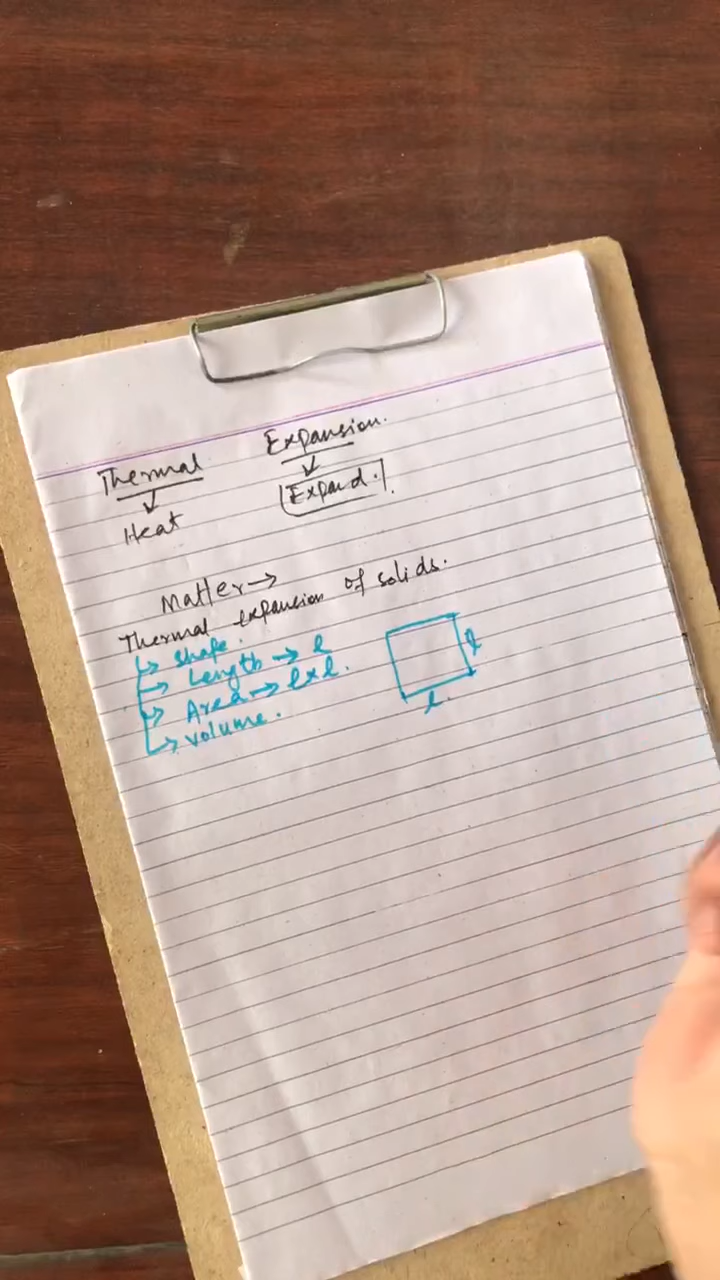 Thermal Expansion.
↓ ↓
Heat Expand.
Matter →
Thermal expansion of solids.
→ shape.
→ Length → l
→ Area → l×l.
→ volume.
l
l.